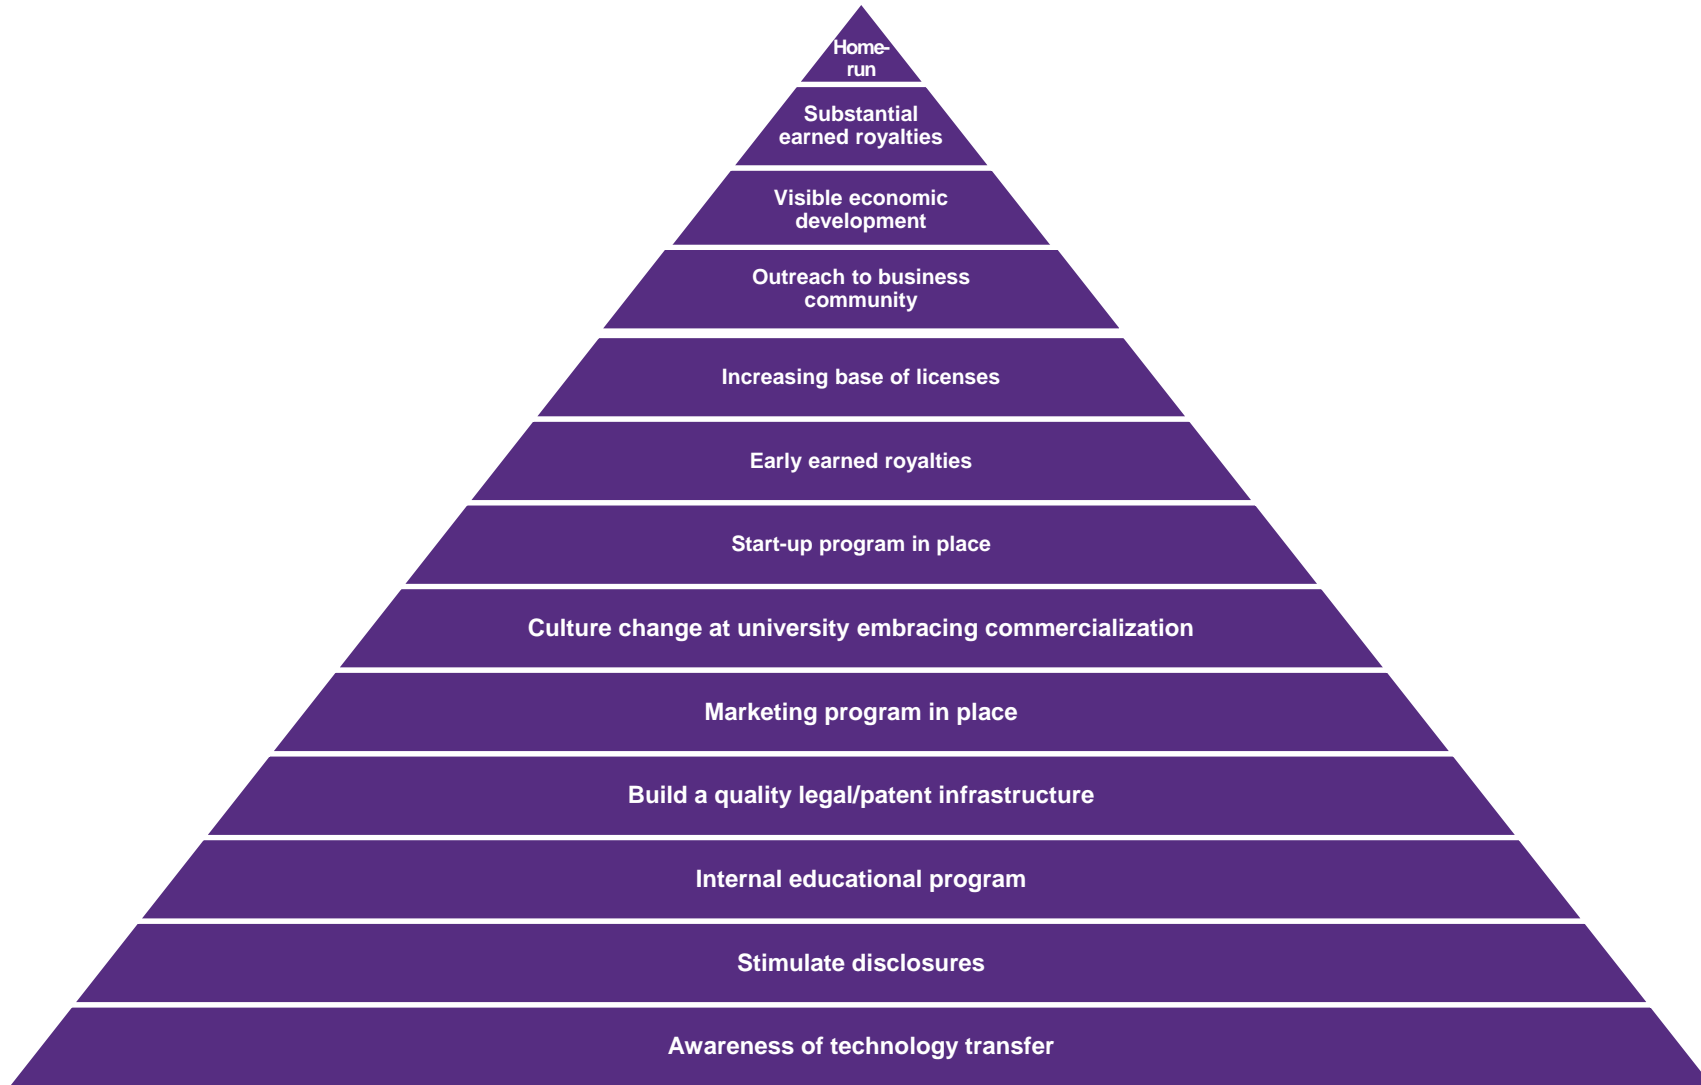 Home-
run
Substantial
earned royalties
Visible economic
development
Outreach to business
community
Increasing base of licenses
Early earned royalties
Start-up program in place
Culture change at university embracing commercialization
Marketing program in place
Build a quality legal/patent infrastructure
Internal educational program
Stimulate disclosures
Awareness of technology transfer